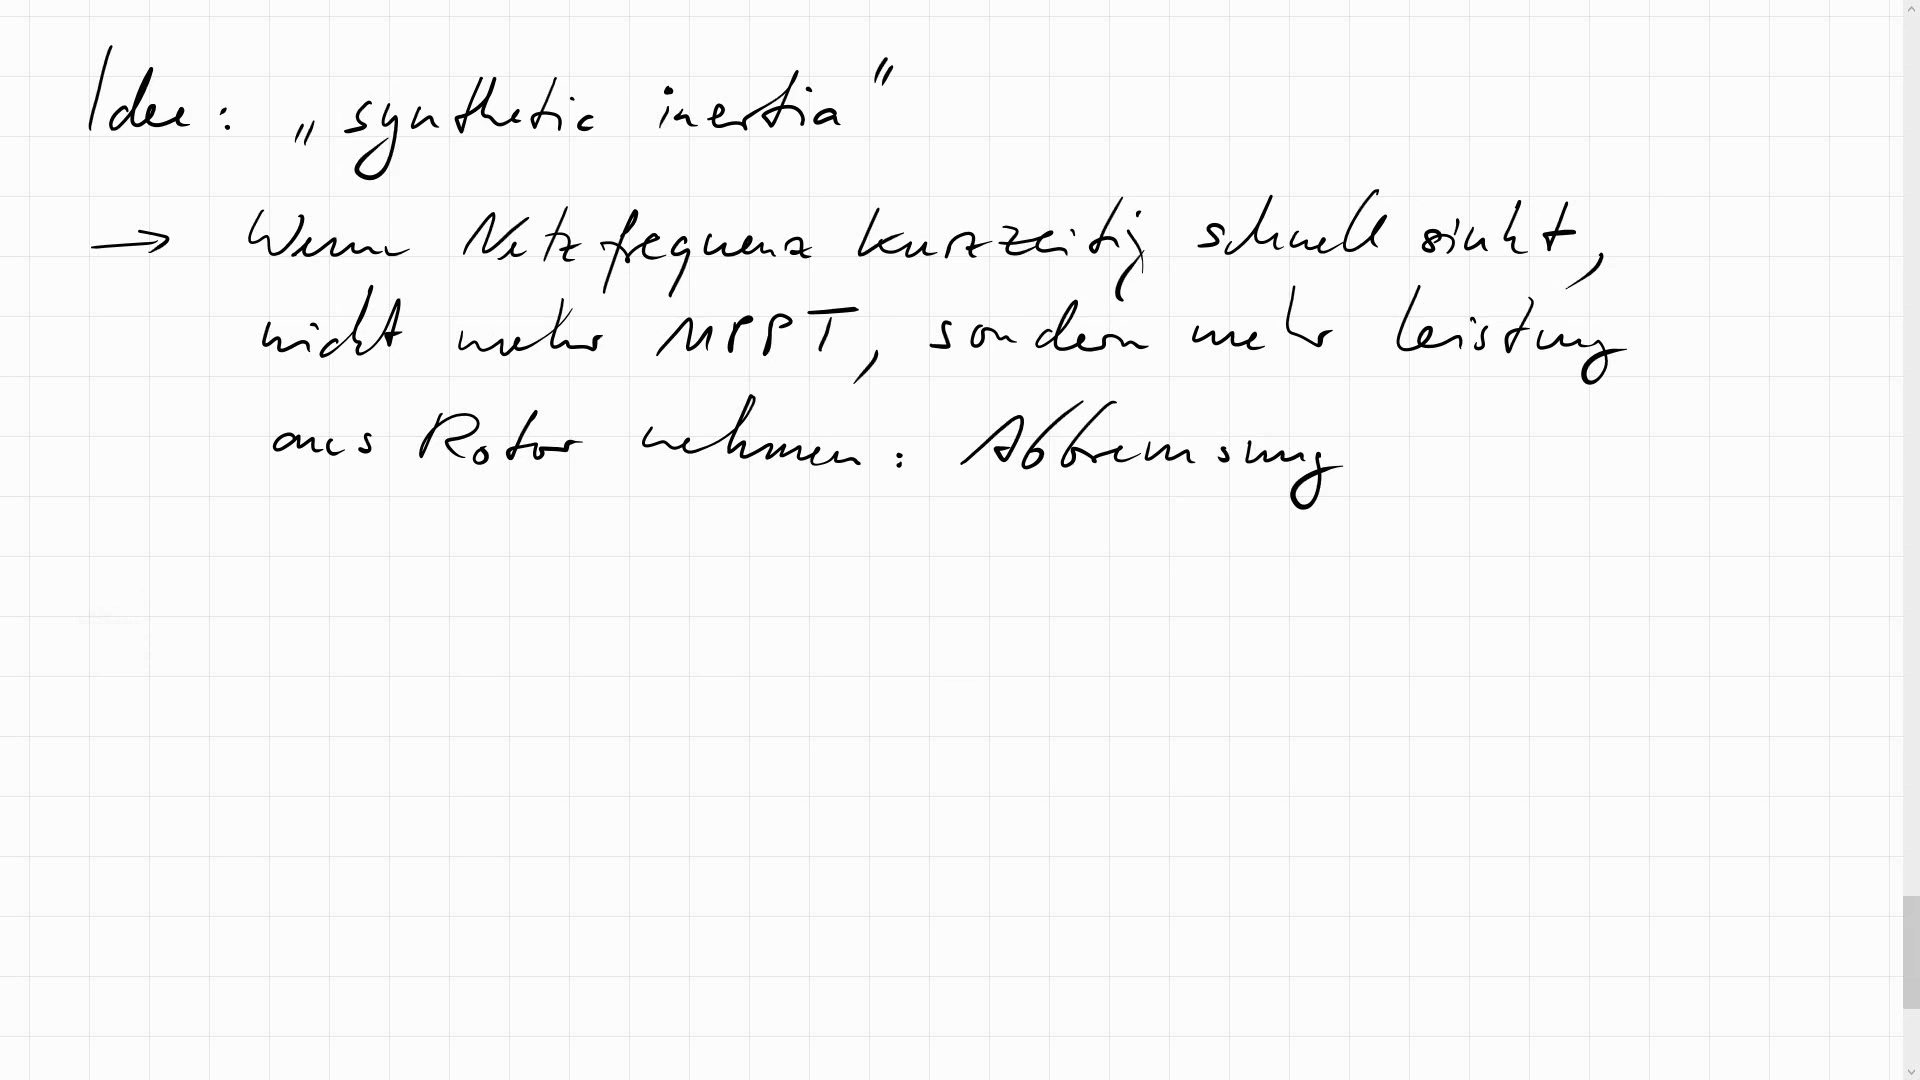 Idee: „synthetic inertia"
→ Wenn Netzfrequenz kurzzeitig schnell sinkt,
nicht mehr MPPT, sondern mehr Leistung
aus Rotor nehmen: Abbremsung